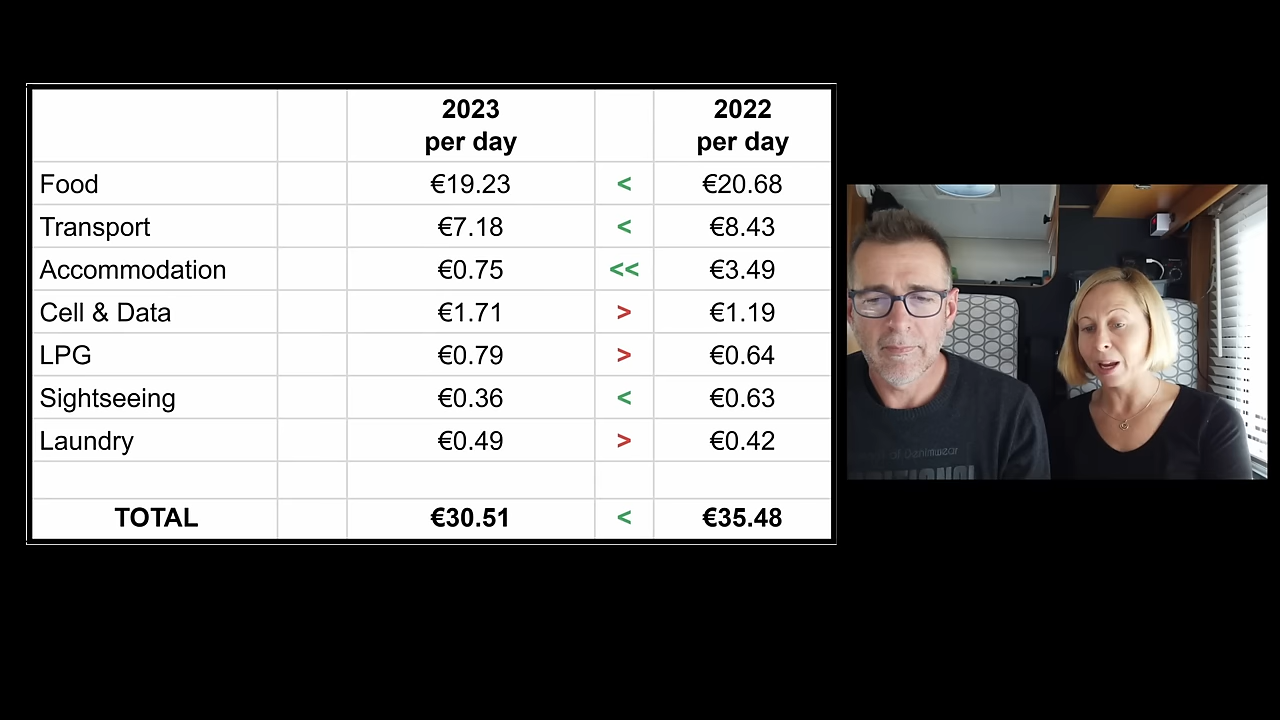 2023 2022
per day per day
Food €19.23 < €20.68
Transport €7.18 < €8.43
Accommodation €0.75 << €3.49
Cell & Data €1.71 > €1.19
LPG €0.79 > €0.64
Sightseeing €0.36 < €0.63
Laundry €0.49 > €0.42
TOTAL €30.51 < €35.48